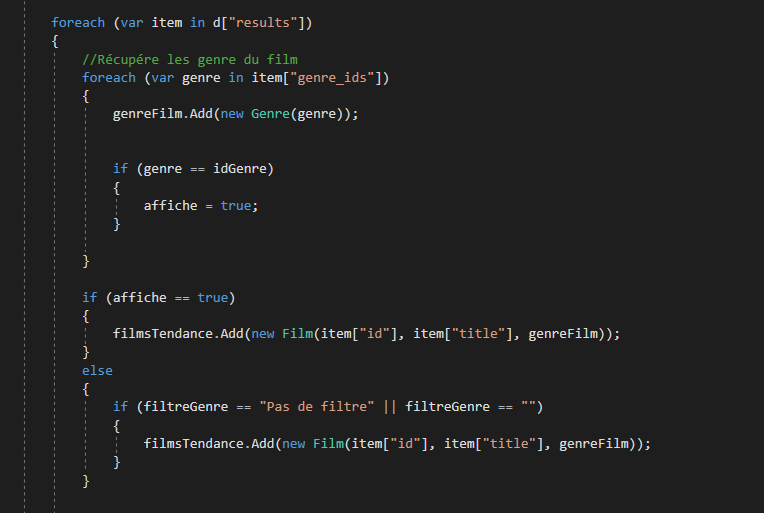 foreach (var item in d["results"])
{
//Récupére les genre du film
foreach (var genre in item["genre_ids"])
{
genreFilm.Add(new Genre(genre));
if (genre == idGenre)
{
affiche = true;
}
}
if (affiche == true)
{
filmsTendance.Add(new Film(item["id"], item["title"], genreFilm));
}
else
{
if (filtreGenre == "Pas de filtre" || filtreGenre == "")
{
filmsTendance.Add(new Film(item["id"], item["title"], genreFilm));
}
}